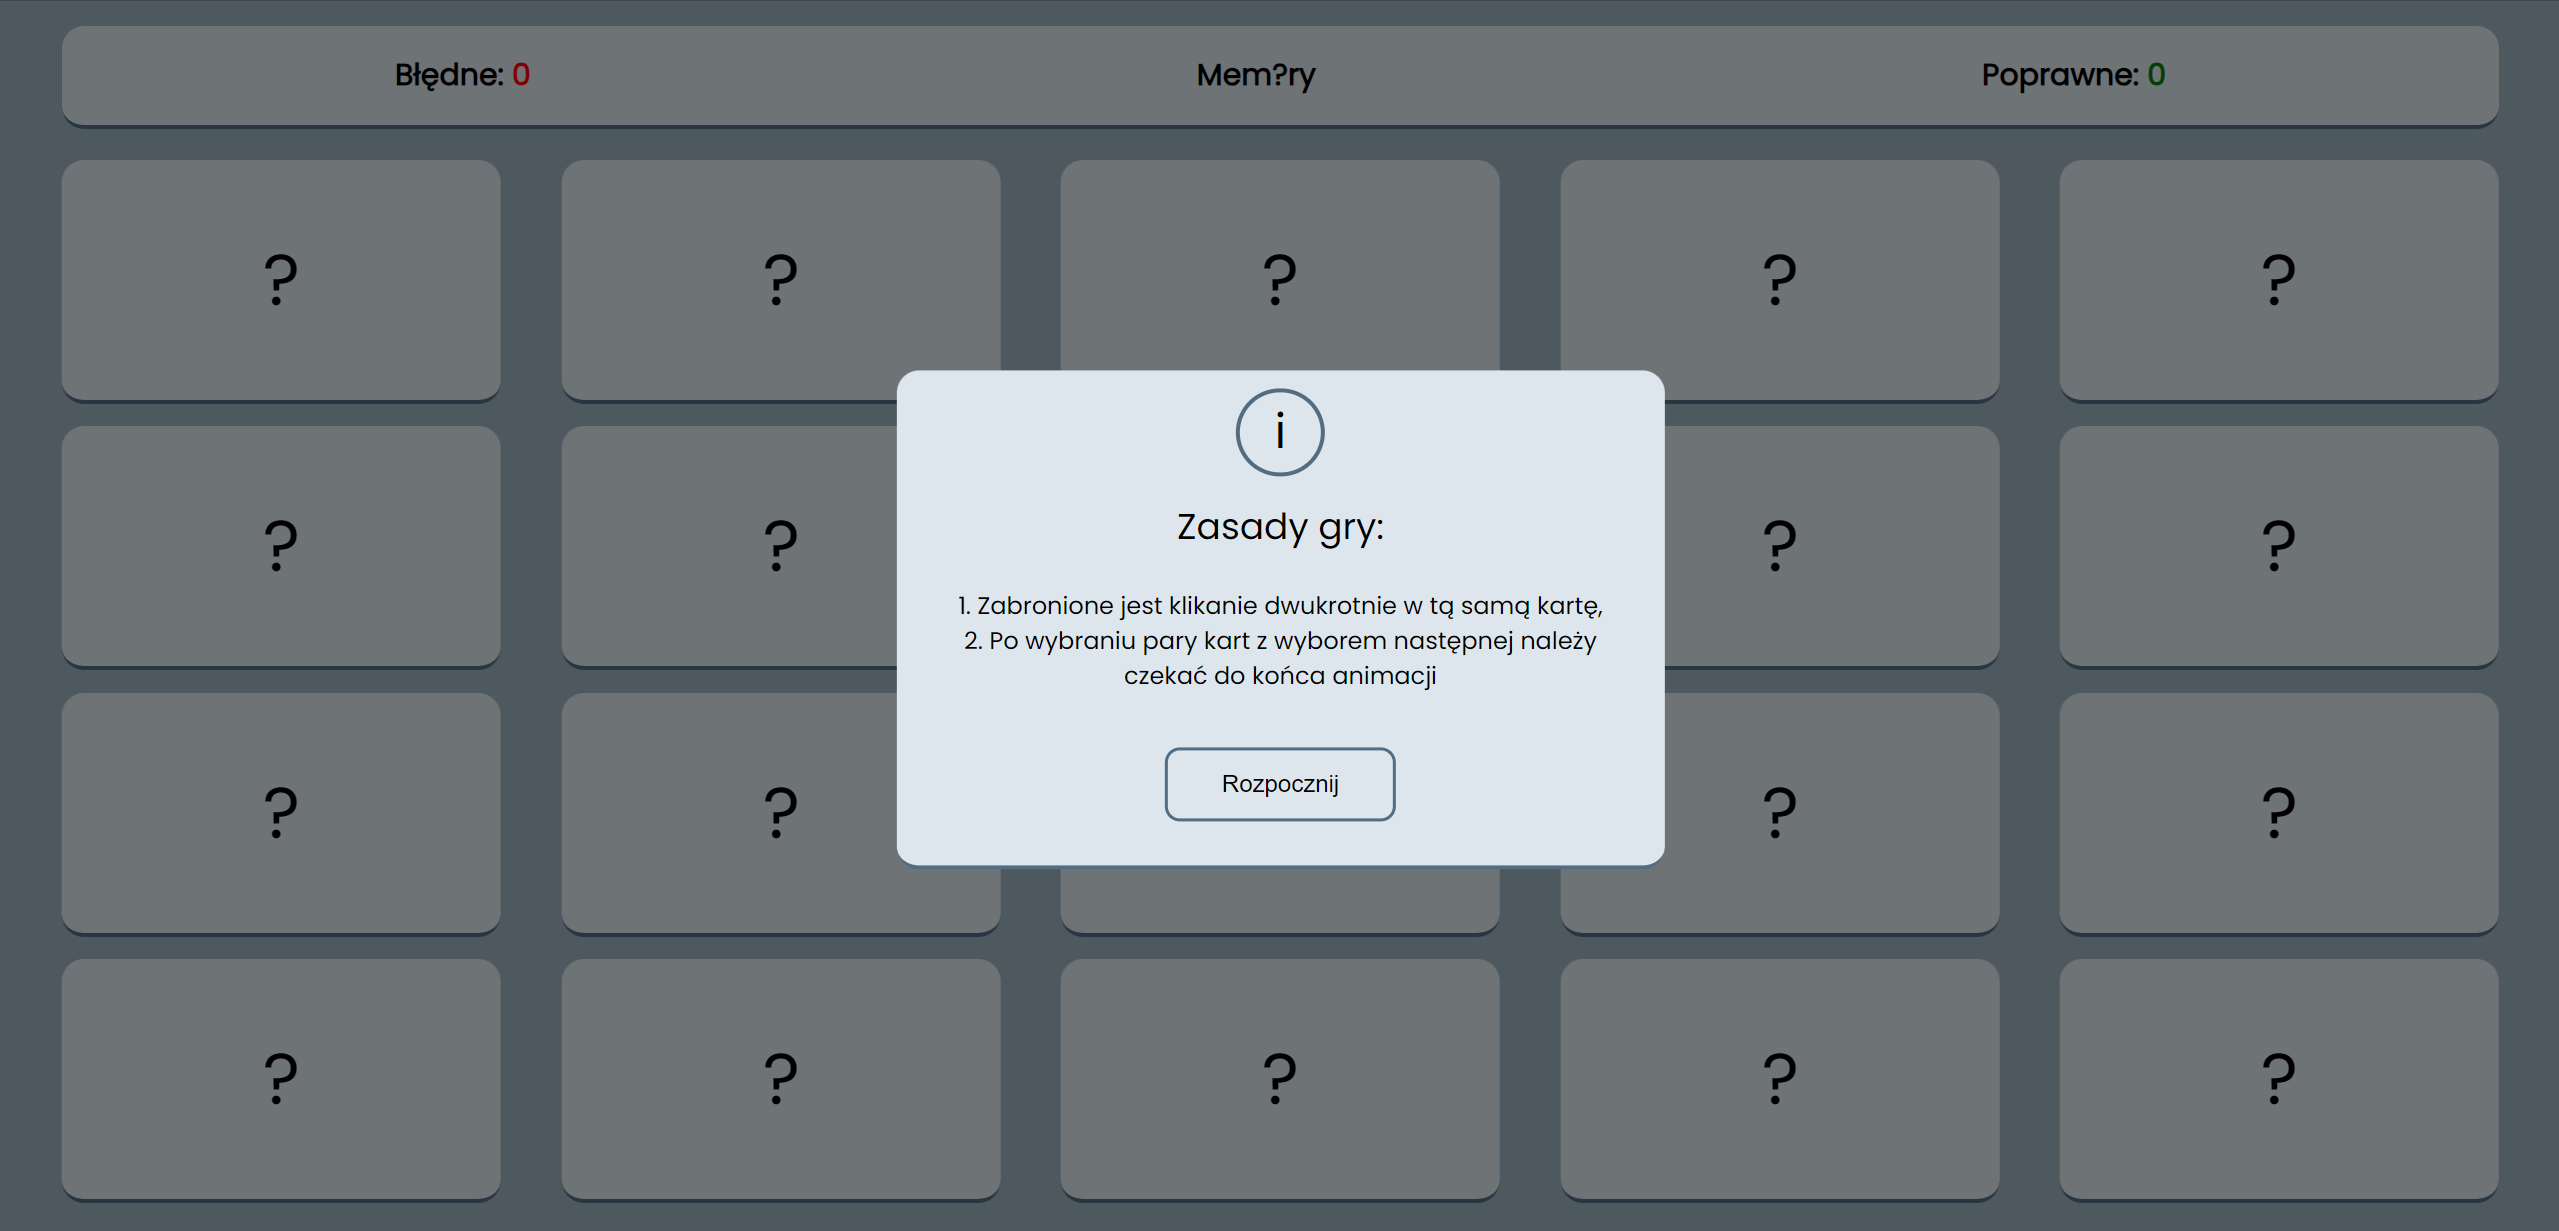 Błędne: 0 Mem?ry Poprawne: 0
? ? ? ? ?
i
Zasady gry:
? ? ? ?
1. Zabronione jest klikanie dwukrotnie w tą samą kartę,
2. Po wybraniu pary kart z wyborem następnej należy
czekać do końca animacji
Rozpocznij
? ? ? ?
? ? ? ? ?